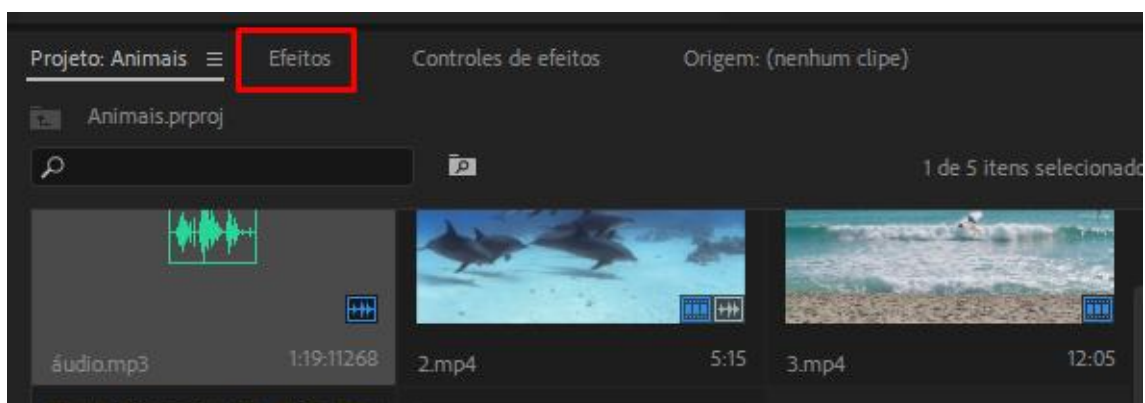 Projeto: Animais Efeitos Controles de efeitos Origem: (nenhum clipe)
Animais.prproj
1 de 5 itens selecionado
áudio.mp3 1:19:11268 2.mp4 5:15 3.mp4 12:05